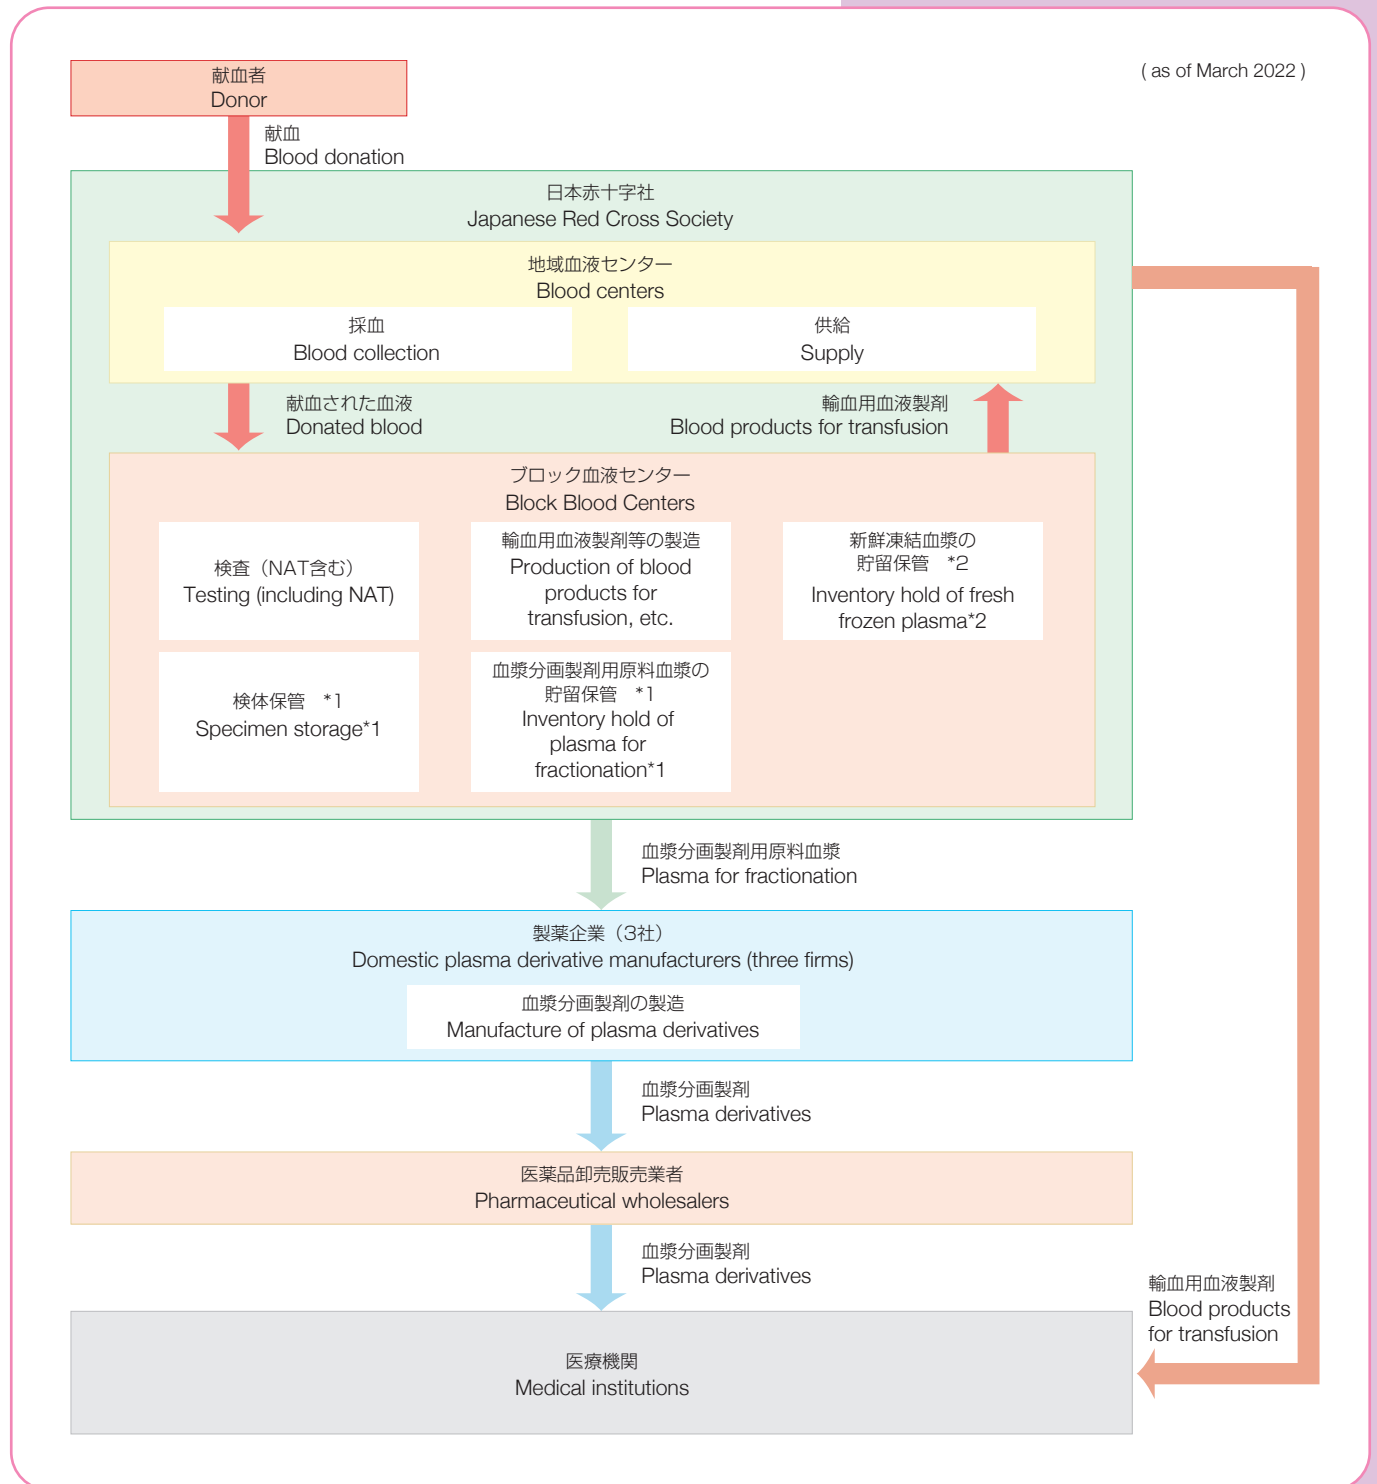 ( as of March 2022 )
献血者
Donor
献血
Blood donation
日本赤十字社
Japanese Red Cross Society
地域血液センター
Blood centers
採血
Blood collection
供給
Supply
献血された血液
Donated blood
輸血用血液製剤
Blood products for transfusion
ブロック血液センター
Block Blood Centers
検査（NAT含む）
Testing (including NAT)
輸血用血液製剤等の製造
Production of blood
products for
transfusion, etc.
新鮮凍結血漿の
貯留保管　*2
Inventory hold of fresh
frozen plasma*2
検体保管　*1
Specimen storage*1
血漿分画製剤用原料血漿の
貯留保管　*1
Inventory hold of
plasma for
fractionation*1
血漿分画製剤用原料血漿
Plasma for fractionation
製薬企業（3社）
Domestic plasma derivative manufacturers (three firms)
血漿分画製剤の製造
Manufacture of plasma derivatives
血漿分画製剤
Plasma derivatives
医薬品卸売販売業者
Pharmaceutical wholesalers
血漿分画製剤
Plasma derivatives
輸血用血液製剤
Blood products
for transfusion
医療機関
Medical institutions